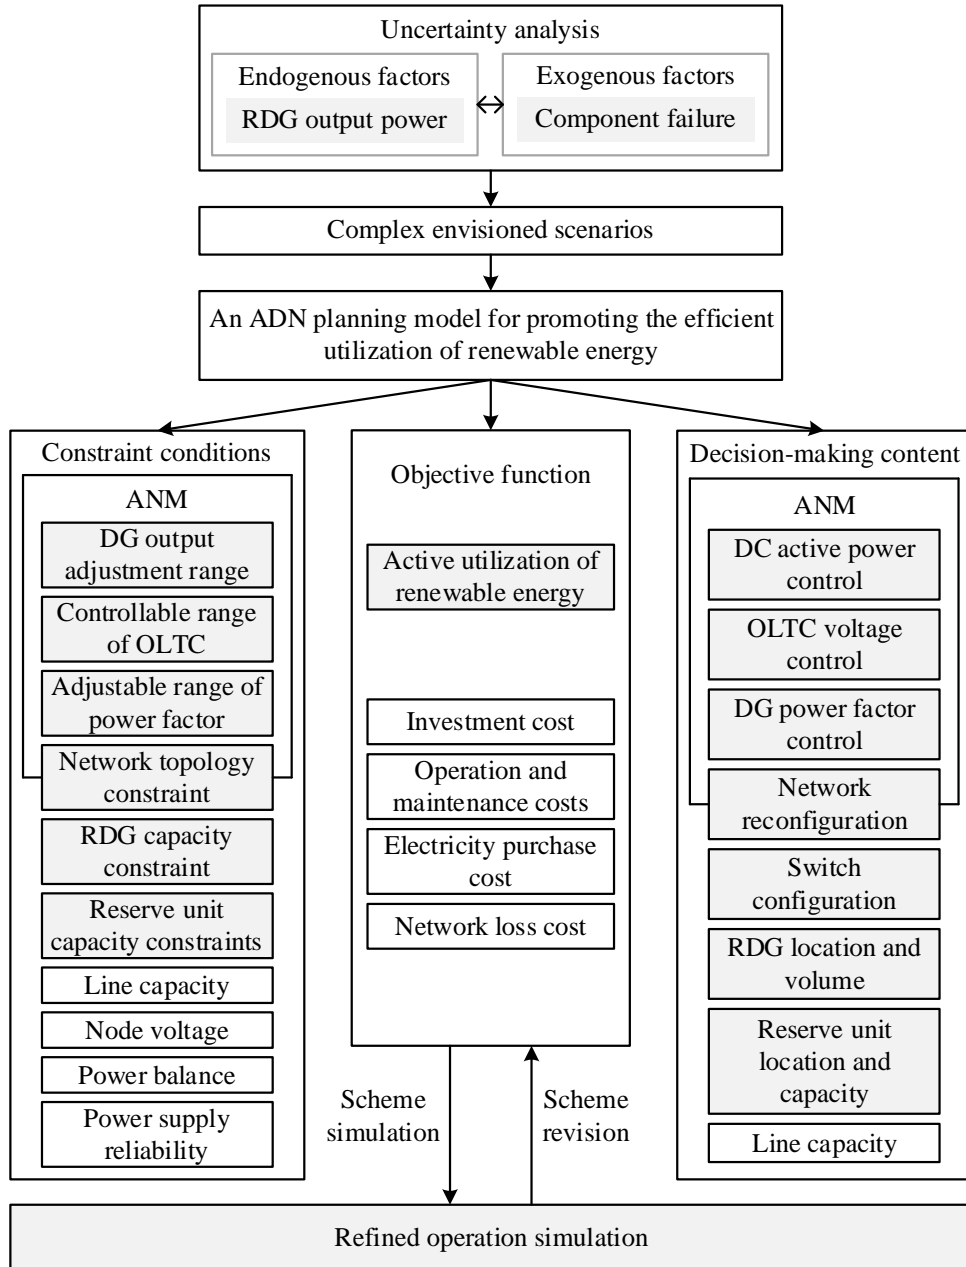 Uncertainty analysis
Endogenous factors
RDG output power
Exogenous factors
Component failure
Complex envisioned scenarios
An ADN planning model for promoting the efficient
utilization of renewable energy
Constraint conditions
ANM
DG output
adjustment range
Controllable range
of OLTC
Adjustable range of
power factor
Network topology
constraint
RDG capacity
constraint
Reserve unit
capacity constraints
Line capacity
Node voltage
Power balance
Power supply
reliability
Objective function
Active utilization of
renewable energy
Investment cost
Operation and
maintenance costs
Electricity purchase
cost
Network loss cost
Decision-making content
ANM
DC active power
control
OLTC voltage
control
DG power factor
control
Network
reconfiguration
Switch
configuration
RDG location and
volume
Reserve unit
location and
capacity
Line capacity
Scheme
simulation
Scheme
revision
Refined operation simulation